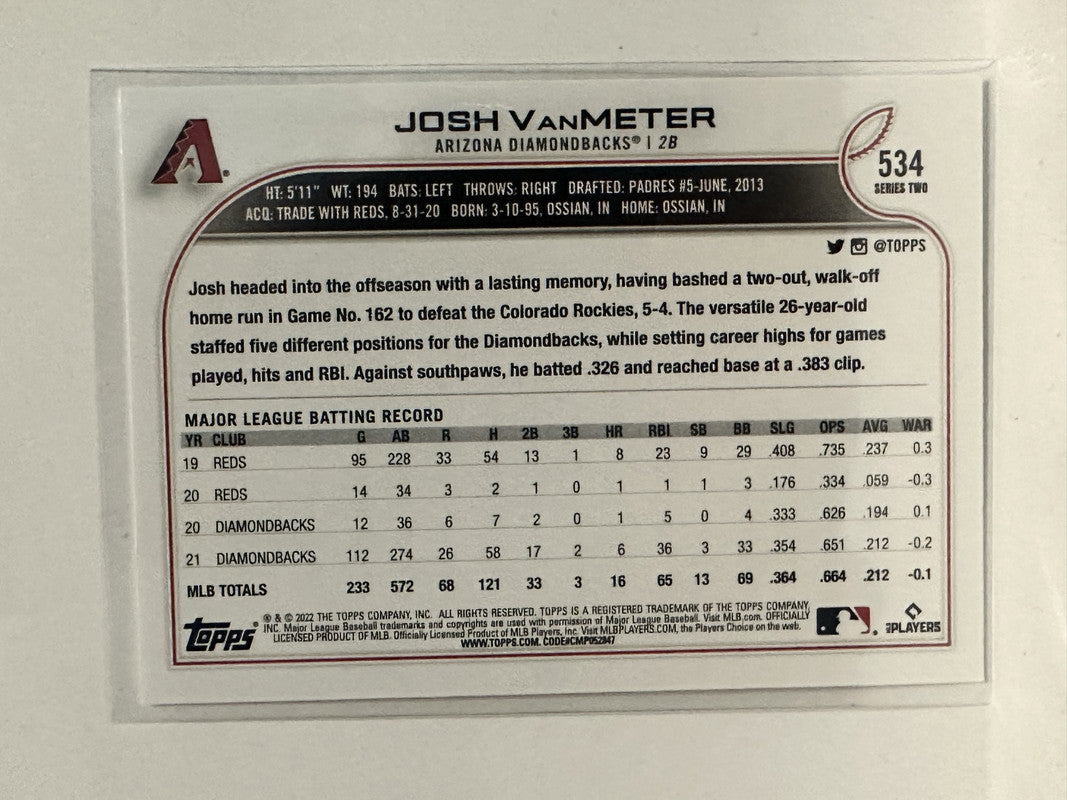 JOSH VANMETER
ARIZONA DIAMONDBACKS® | 2B
534
SERIES TWO
HT: 5'11" WT: 194 BATS: LEFT THROWS: RIGHT DRAFTED: PADRES #5-JUNE, 2013
ACQ: TRADE WITH REDS, 8-31-20 BORN: 3-10-95, OSSIAN, IN HOME: OSSIAN, IN
@TOPPS
Josh headed into the offseason with a lasting memory, having bashed a two-out, walk-off
home run in Game No. 162 to defeat the Colorado Rockies, 5-4. The versatile 26-year-old
staffed five different positions for the Diamondbacks, while setting career highs for games
played, hits and RBI. Against southpaws, he batted .326 and reached base at a .383 clip.
MAJOR LEAGUE BATTING RECORD
YR CLUB G AB R H 2B 3B HR RBI SB BB SLG OPS AVG WAR
19 REDS 95 228 33 54 13 1 8 23 9 29 .408 .735 .237 0.3
20 REDS 14 34 3 2 1 0 1 1 1 3 .176 .334 .059 -0.3
20 DIAMONDBACKS 12 36 6 7 2 0 1 5 0 4 .333 .626 .194 0.1
21 DIAMONDBACKS 112 274 26 58 17 2 6 36 3 33 .354 .651 .212 -0.2
MLB TOTALS 233 572 68 121 33 3 16 65 13 69 .364 .664 .212 -0.1
Topps®
® & © 2022 THE TOPPS COMPANY, INC. ALL RIGHTS RESERVED. TOPPS IS A REGISTERED TRADEMARK OF THE TOPPS COMPANY,
INC. Major League Baseball trademarks and copyrights are used with permission of Major League Baseball. Visit MLB.com. OFFICIALLY
LICENSED PRODUCT OF MLB. Officially Licensed Product of MLB Players, Inc. Visit MLBPLAYERS.COM, the Players Choice on the web.
WWW.TOPPS.COM. CODE#CMP052847
MLB PLAYERS